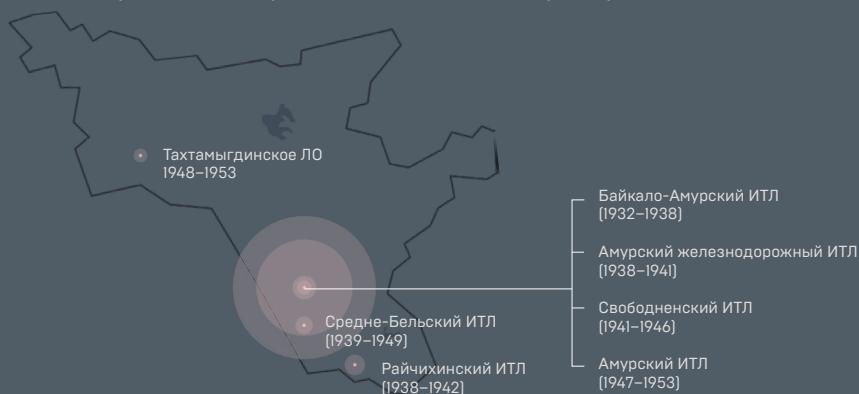 Тахтамыгдинское ЛО
1948–1953
Байкало-Амурский ИТЛ
(1932–1938)
Амурский железнодорожный ИТЛ
(1938–1941)
Свободненский ИТЛ
(1941–1946)
Амурский ИТЛ
(1947–1953)
Средне-Бельский ИТЛ
(1939–1949)
Райчихинский ИТЛ
(1938–1942)